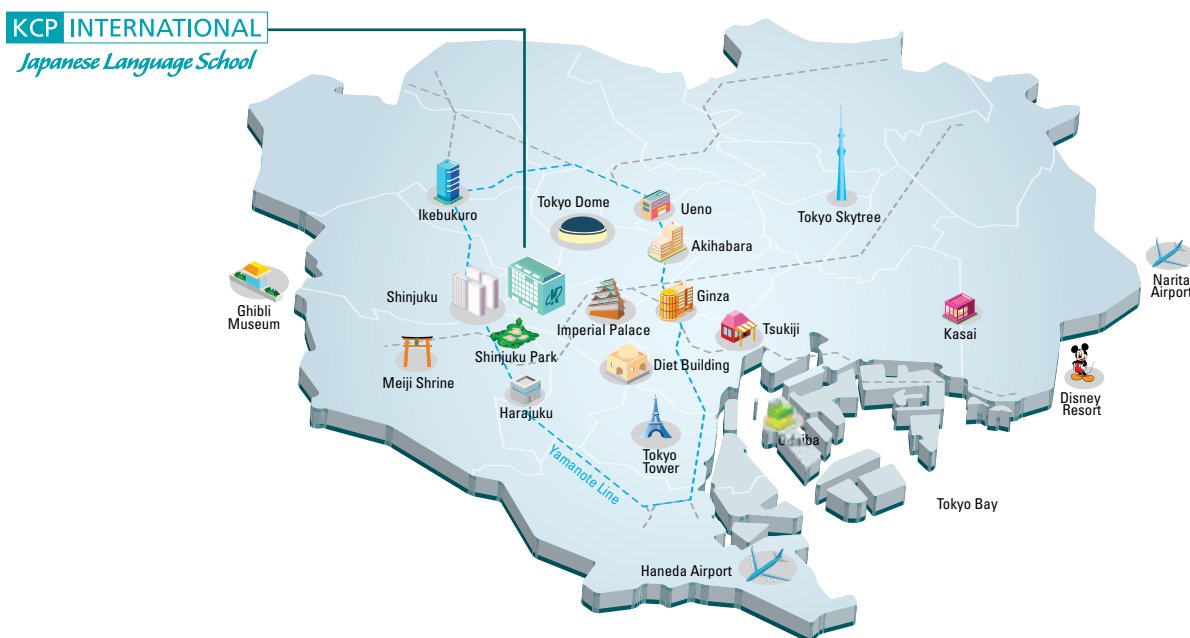 KCP INTERNATIONAL
Japanese Language School
Ikebukuro
Tokyo Dome
Ueno
Tokyo Skytree
Akihabara
Narita
Airport
Ghibli
Museum
Shinjuku
Imperial Palace
Ginza
Tsukiji
Kasai
Meiji Shrine
Shinjuku Park
Diet Building
Disney
Resort
Harajuku
Tokyo
Tower
Yamanote Line
Tokyo Bay
Haneda Airport